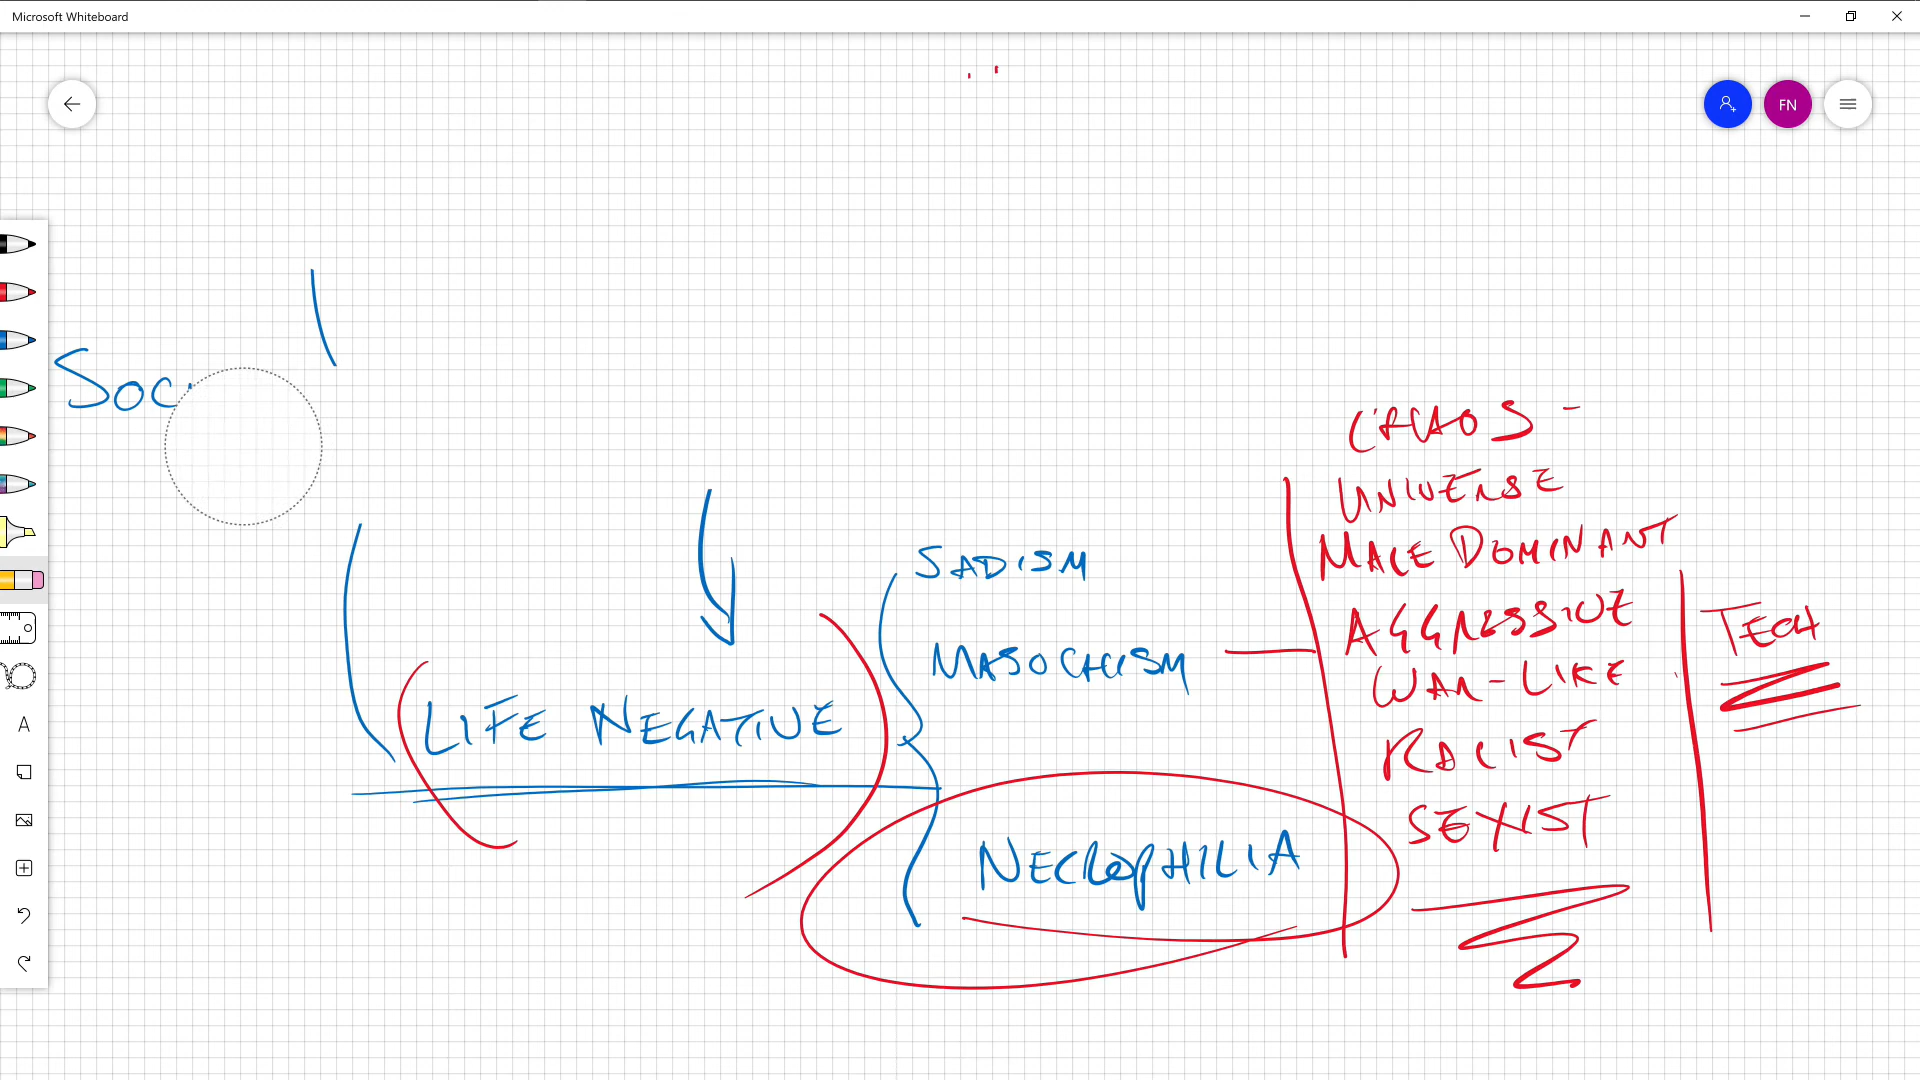 Microsoft Whiteboard
FN
SOC
CHAOS -
UNIVERSE
MALE DOMINANT
SADISM
AGGRESSIVE
TECH
MASOCHISM
WAR-LIKE
LIFE NEGATIVE
RACIST
SEXIST
NECROPHILIA
A